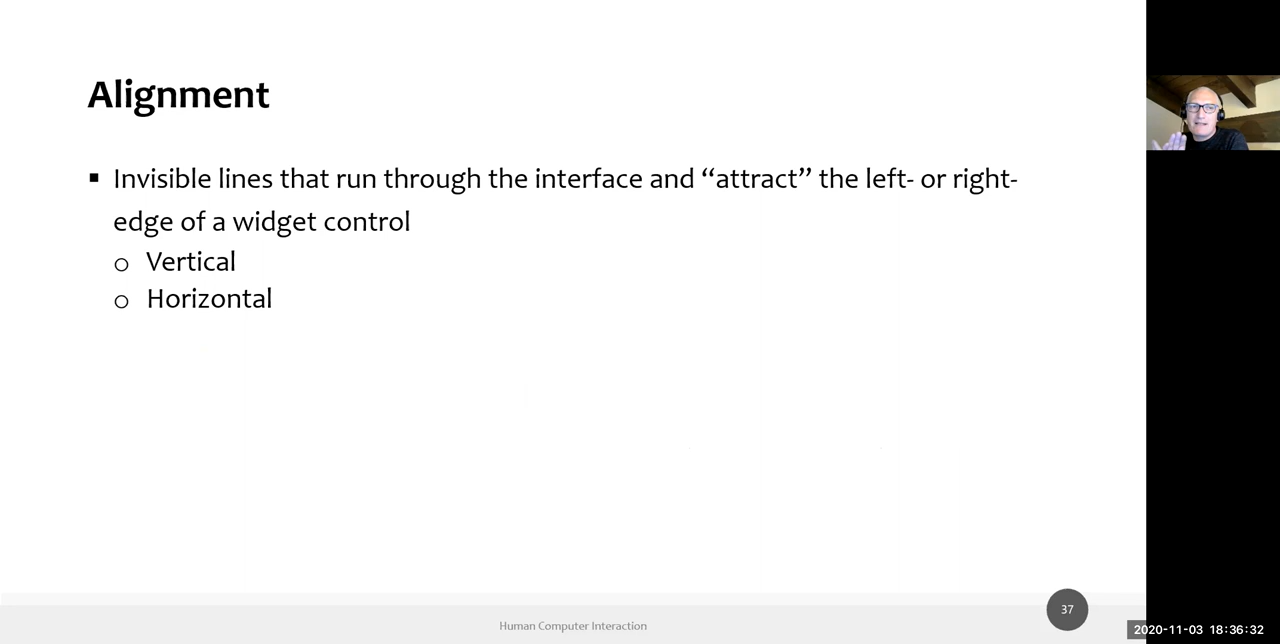 Alignment
▪ Invisible lines that run through the interface and “attract” the left- or right-
edge of a widget control
o Vertical
o Horizontal
37
Human Computer Interaction
2020-11-03 18:36:32